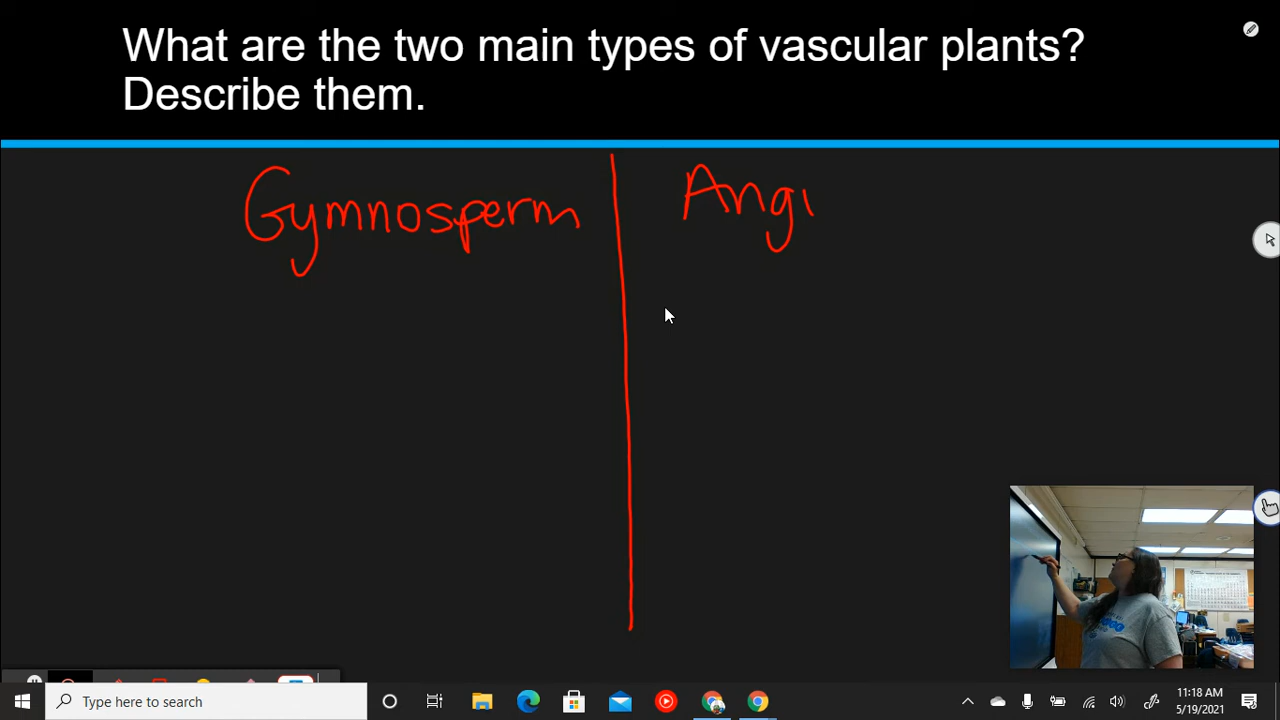 What are the two main types of vascular plants?
Describe them.
Gymnosperm
Angi
Type here to search
11:18 AM
5/19/2021